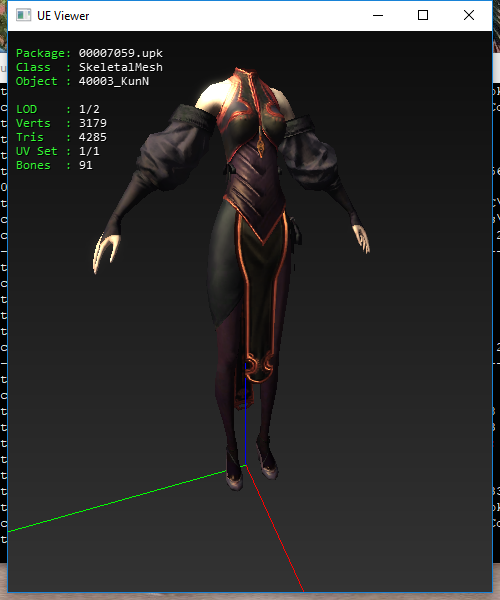 UE Viewer
Package: 00007059.upk
Class  : SkeletalMesh
Object : 40003_KunN
LOD    : 1/2
Verts  : 3179
Tris   : 4285
UV Set : 1/1
Bones  : 91